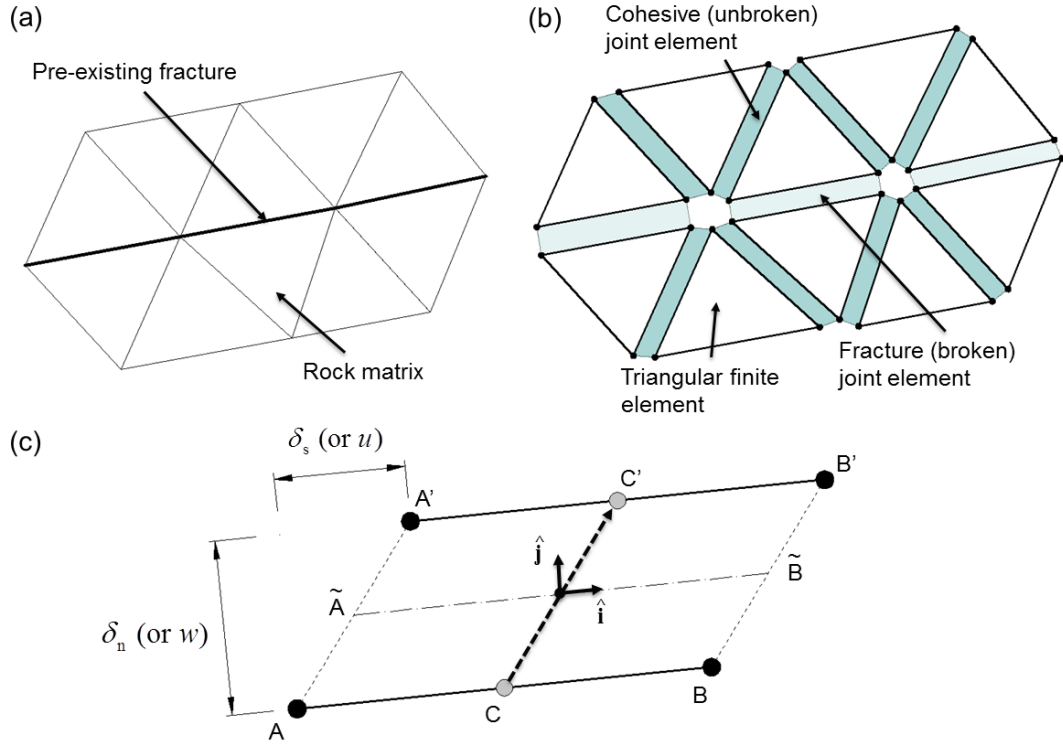 (a)
Pre-existing fracture
Rock matrix
(b)
Cohesive (unbroken)
joint element
Triangular finite
element
Fracture (broken)
joint element
(c)
δs (or u)
δn (or w)
A'
C'
B'
ĵ
î
Ã
B̃
A
C
B